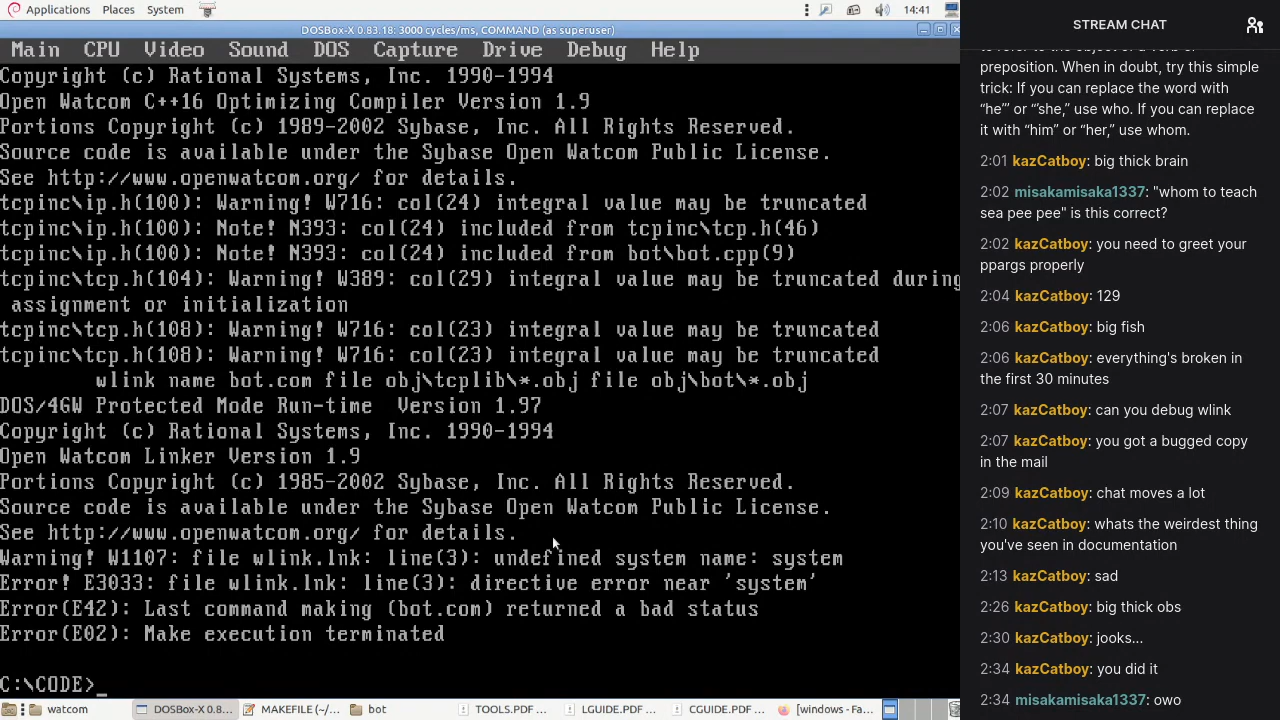 Applications Places System 14:41
DOSBox-X 0.83.18: 3000 cycles/ms, COMMAND (as superuser)
Main CPU Video Sound DOS Capture Drive Debug Help
Copyright (c) Rational Systems, Inc. 1990-1994
Open Watcom C++16 Optimizing Compiler Version 1.9
Portions Copyright (c) 1989-2002 Sybase, Inc. All Rights Reserved.
Source code is available under the Sybase Open Watcom Public License.
See http://www.openwatcom.org/ for details.
tcpinc\ip.h(100): Warning! W716: col(24) integral value may be truncated
tcpinc\ip.h(100): Note! N393: col(24) included from tcpinc\tcp.h(46)
tcpinc\ip.h(100): Note! N393: col(24) included from bot\bot.cpp(9)
tcpinc\tcp.h(104): Warning! W389: col(29) integral value may be truncated during
assignment or initialization
tcpinc\tcp.h(108): Warning! W716: col(23) integral value may be truncated
tcpinc\tcp.h(108): Warning! W716: col(23) integral value may be truncated
wlink name bot.com file obj\tcplib\*.obj file obj\bot\*.obj
DOS/4GW Protected Mode Run-time Version 1.97
Copyright (c) Rational Systems, Inc. 1990-1994
Open Watcom Linker Version 1.9
Portions Copyright (c) 1985-2002 Sybase, Inc. All Rights Reserved.
Source code is available under the Sybase Open Watcom Public License.
See http://www.openwatcom.org/ for details.
Warning! W1107: file wlink.lnk: line(3): undefined system name: system
Error! E3033: file wlink.lnk: line(3): directive error near 'system'
Error(E42): Last command making (bot.com) returned a bad status
Error(E02): Make execution terminated
C:\CODE>_
watcom DOSBox-X 0.8... MAKEFILE (~/... bot TOOLS.PDF ... LGUIDE.PDF ... CGUIDE.PDF ... [windows - Fa...
STREAM CHAT
preposition. When in doubt, try this simple
trick: If you can replace the word with
“he'” or “'she,” use who. If you can replace
it with “him” or “her,” use whom.
2:01 kazCatboy: big thick brain
2:02 misakamisaka1337: "whom to teach
sea pee pee" is this correct?
2:02 kazCatboy: you need to greet your
ppargs properly
2:04 kazCatboy: 129
2:06 kazCatboy: big fish
2:06 kazCatboy: everything's broken in
the first 30 minutes
2:07 kazCatboy: can you debug wlink
2:07 kazCatboy: you got a bugged copy
in the mail
2:09 kazCatboy: chat moves a lot
2:10 kazCatboy: whats the weirdest thing
you've seen in documentation
2:13 kazCatboy: sad
2:26 kazCatboy: big thick obs
2:30 kazCatboy: jooks...
2:34 kazCatboy: you did it
2:34 misakamisaka1337: owo